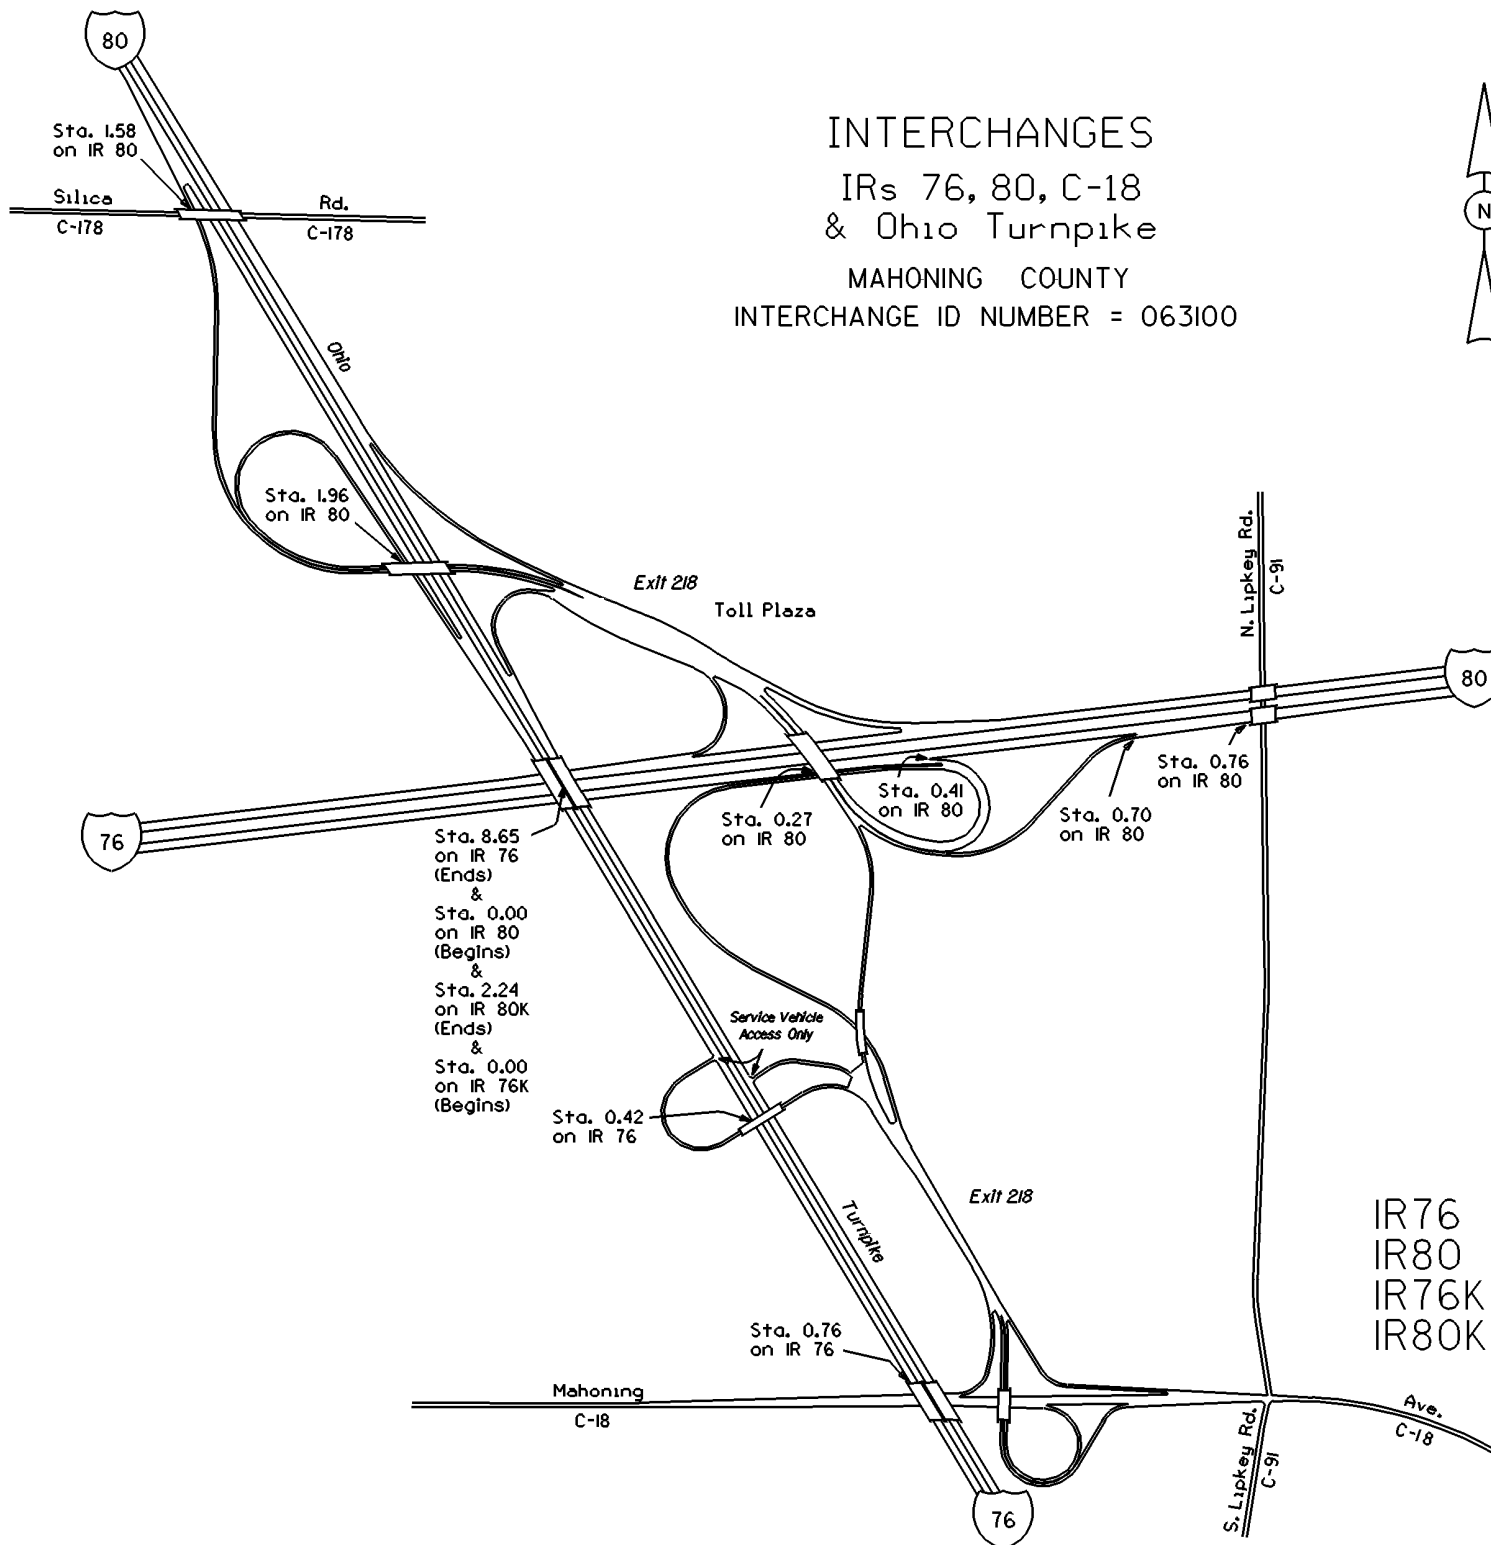 80
INTERCHANGES
IRs 76, 80, C-18
& Ohio Turnpike
MAHONING COUNTY
INTERCHANGE ID NUMBER = 063100
N
Sta. 1.58
on IR 80
Silica Rd.
C-178 C-178
Ohio
Sta. 1.96
on IR 80
Exit 218
Toll Plaza
N. Lipkey Rd.
C-91
80
76
Sta. 0.27
on IR 80
Sta. 0.41
on IR 80
Sta. 0.70
on IR 80
Sta. 0.76
on IR 80
Sta. 8.65
on IR 76
(Ends)
&
Sta. 0.00
on IR 80
(Begins)
&
Sta. 2.24
on IR 80K
(Ends)
&
Sta. 0.00
on IR 76K
(Begins)
Service Vehicle
Access Only
Sta. 0.42
on IR 76
Exit 218
Turnpike
IR76
IR80
IR76K
IR80K
Sta. 0.76
on IR 76
Mahoning Ave.
C-18 C-18
S. Lipkey Rd.
C-91
76